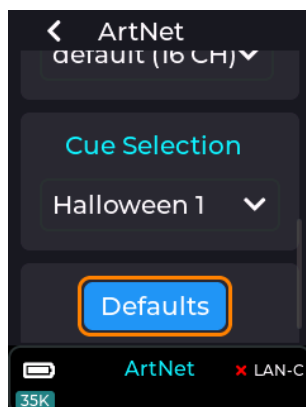 ArtNet
default (16 CH)
Cue Selection
Halloween 1
Defaults
ArtNet
LAN-C
35K